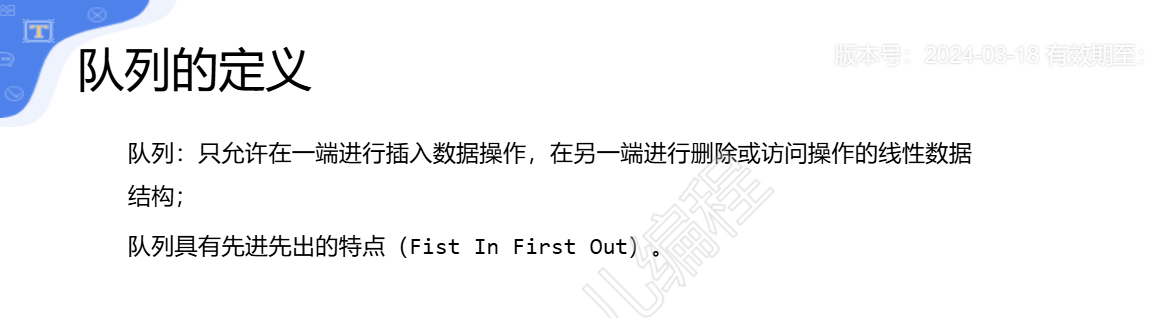 队列的定义
版本号：2024-03-18 有效期至：
队列：只允许在一端进行插入数据操作，在另一端进行删除或访问操作的线性数据
结构；
队列具有先进先出的特点（Fist In First Out）。
儿编程